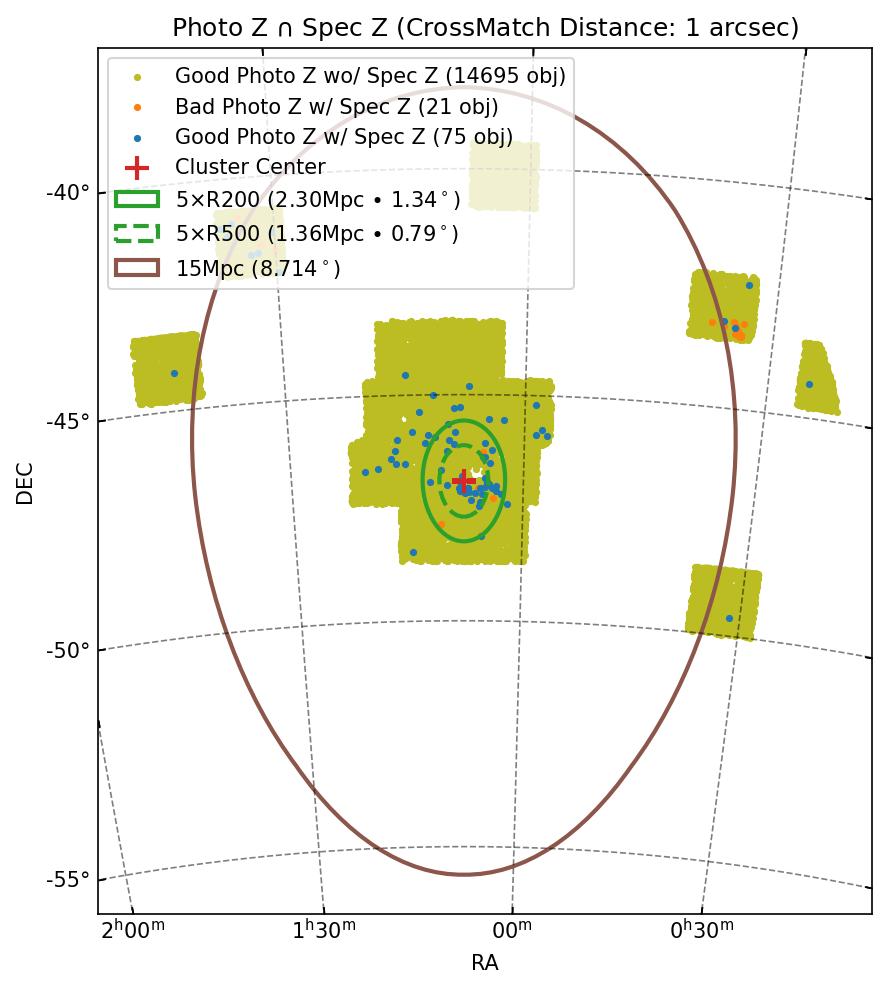 Photo Z ∩ Spec Z (CrossMatch Distance: 1 arcsec)
Good Photo Z wo/ Spec Z (14695 obj)
Bad Photo Z w/ Spec Z (21 obj)
Good Photo Z w/ Spec Z (75 obj)
Cluster Center
5×R200 (2.30Mpc • 1.34°)
5×R500 (1.36Mpc • 0.79°)
15Mpc (8.714°)
-40°
-45°
DEC
-50°
-55°
2ʰ00ᵐ 1ʰ30ᵐ 00ᵐ 0ʰ30ᵐ
RA